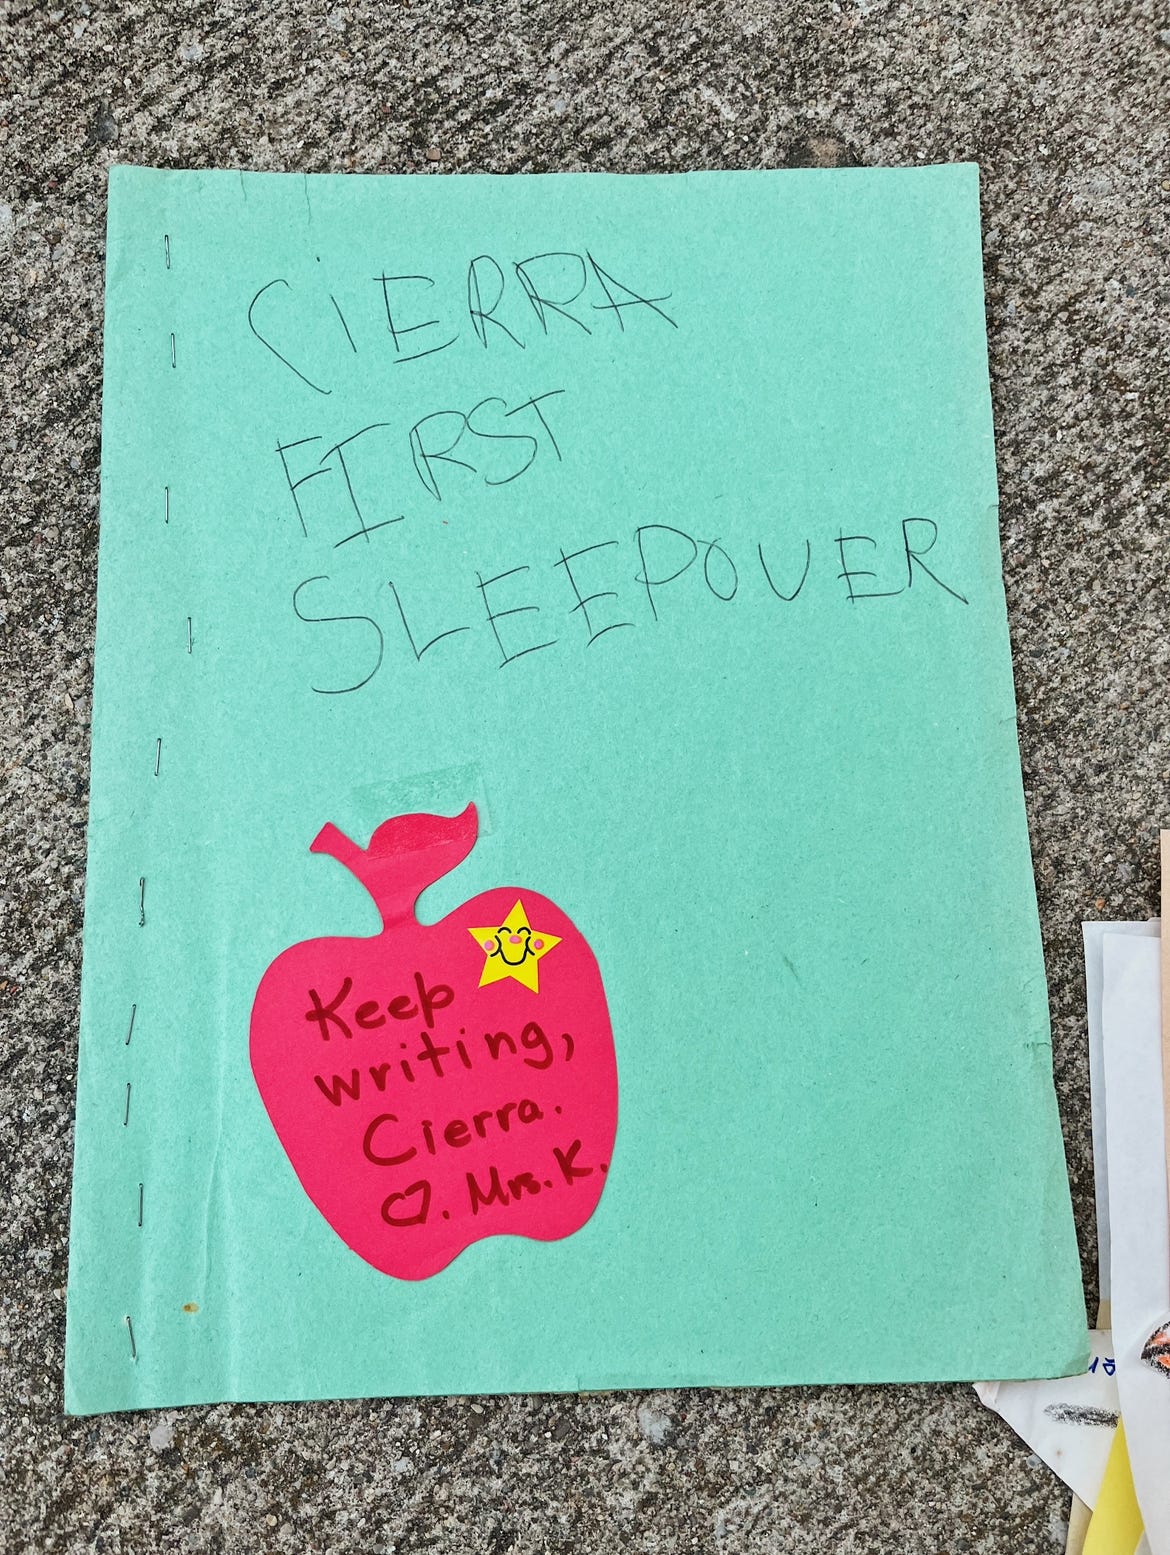 CiERRA
FIRST
SLEEPOVER
Keep
writing,
Cierra.
♡. Mrs. K.